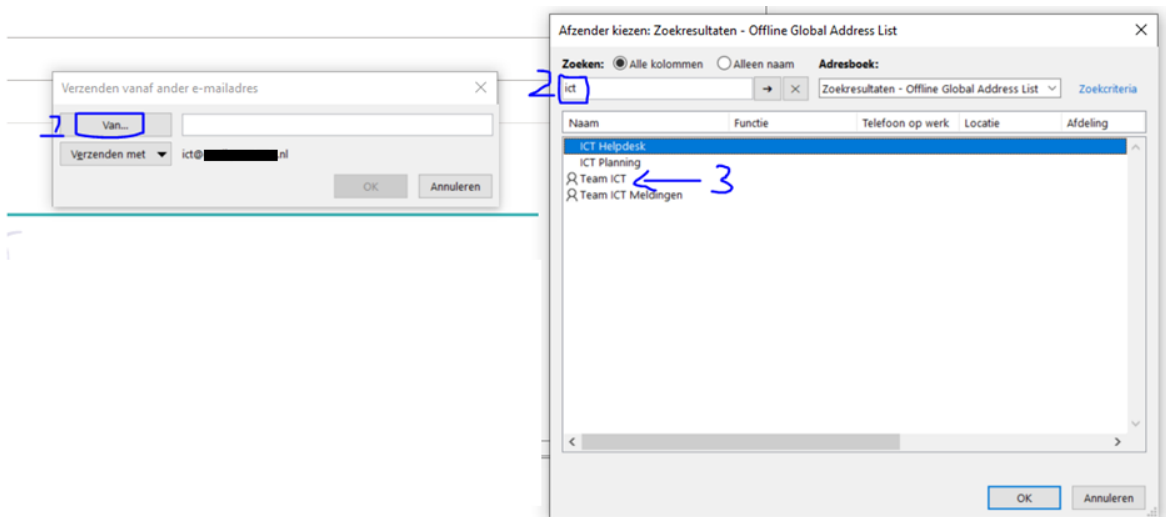 Verzenden vanaf ander e-mailadres
1
Van...
Verzenden met
ict@
.nl
OK
Annuleren
Afzender kiezen: Zoekresultaten - Offline Global Address List
Zoeken: Alle kolommen Alleen naam Adresboek:
2
ict
Zoekresultaten - Offline Global Address List
Zoekcriteria
Naam Functie Telefoon op werk Locatie Afdeling
ICT Helpdesk
ICT Planning
Team ICT
3
Team ICT Meldingen
OK
Annuleren